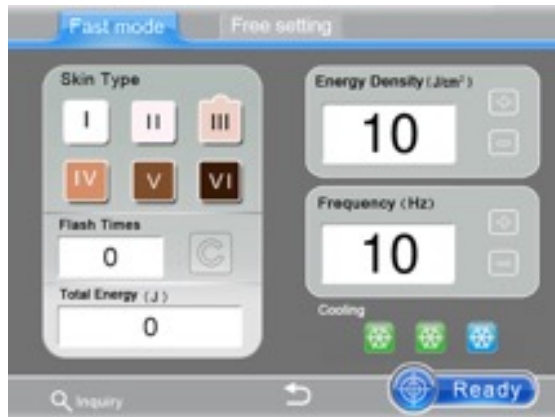 Fast mode
Free setting
Skin Type
I
II
III
IV
V
VI
Flash Times
0
C
Total Energy (J)
0
Energy Density(J/cm²)
10
Frequency (Hz)
10
Cooling
Inquiry
Ready